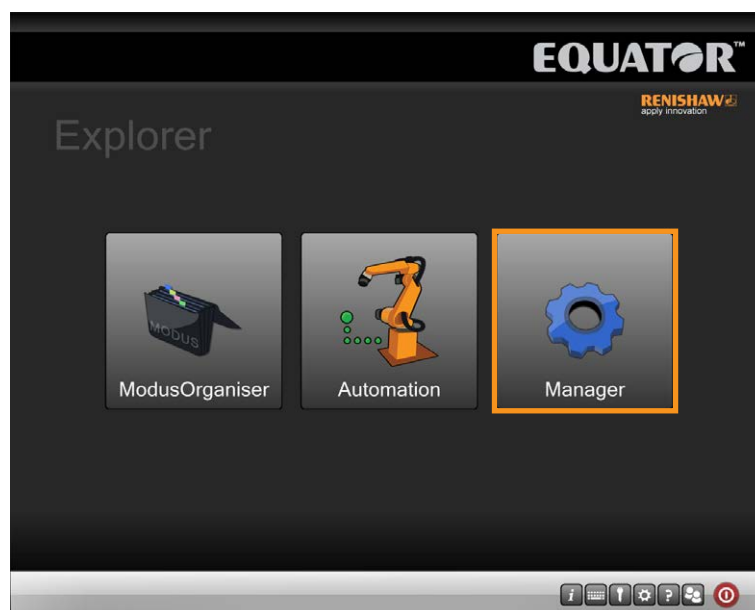 EQUATOR™
RENISHAW
apply innovation
Explorer
MODUS
ModusOrganiser
Automation
Manager
i
?